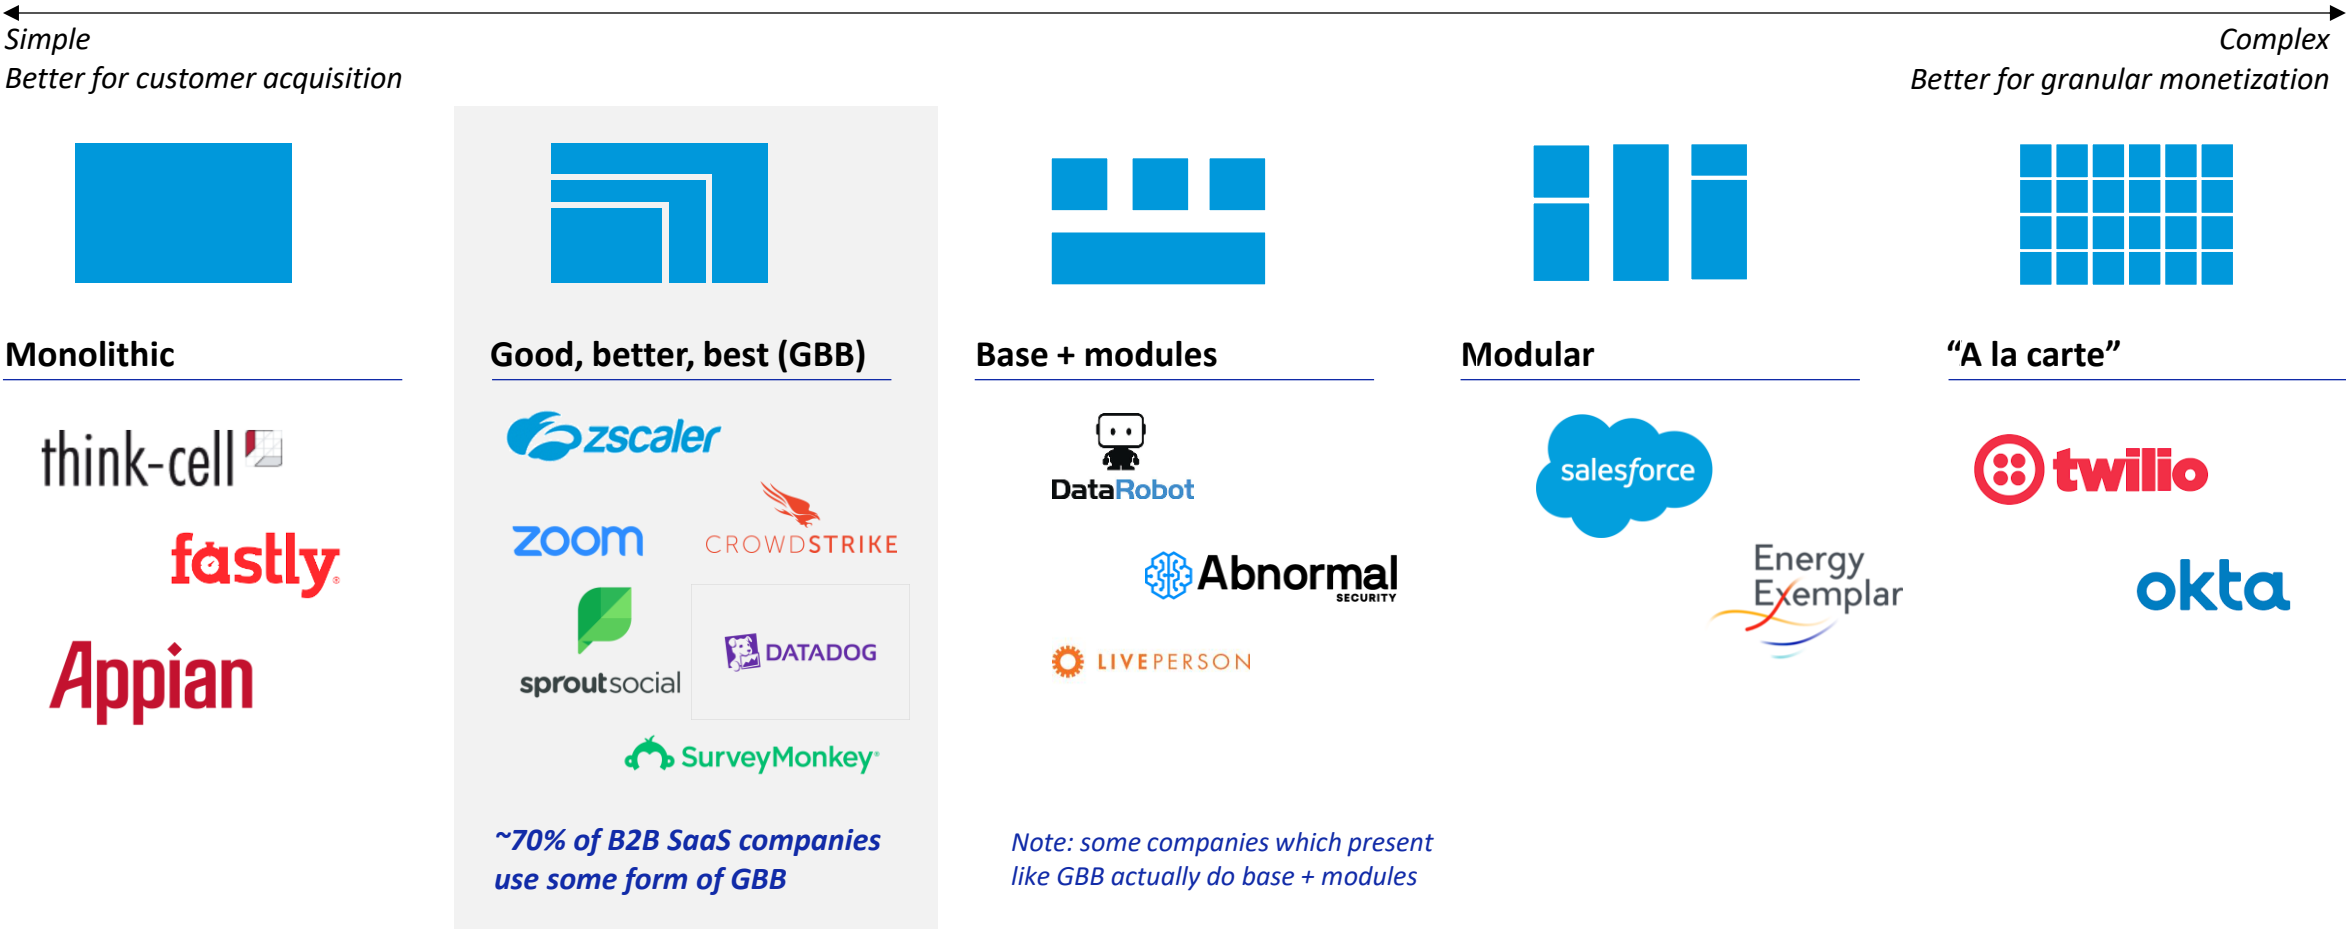 Simple
Better for customer acquisition
Complex
Better for granular monetization
Monolithic
think-cell
fastly®
Appian
Good, better, best (GBB)
zscaler
zoom
CROWDSTRIKE
sproutsocial
DATADOG
SurveyMonkey®
~70% of B2B SaaS companies
use some form of GBB
Base + modules
DataRobot
Abnormal
SECURITY
LIVEPERSON
Note: some companies which present
like GBB actually do base + modules
Modular
salesforce
Energy
Exemplar
“A la carte”
twilio
okta